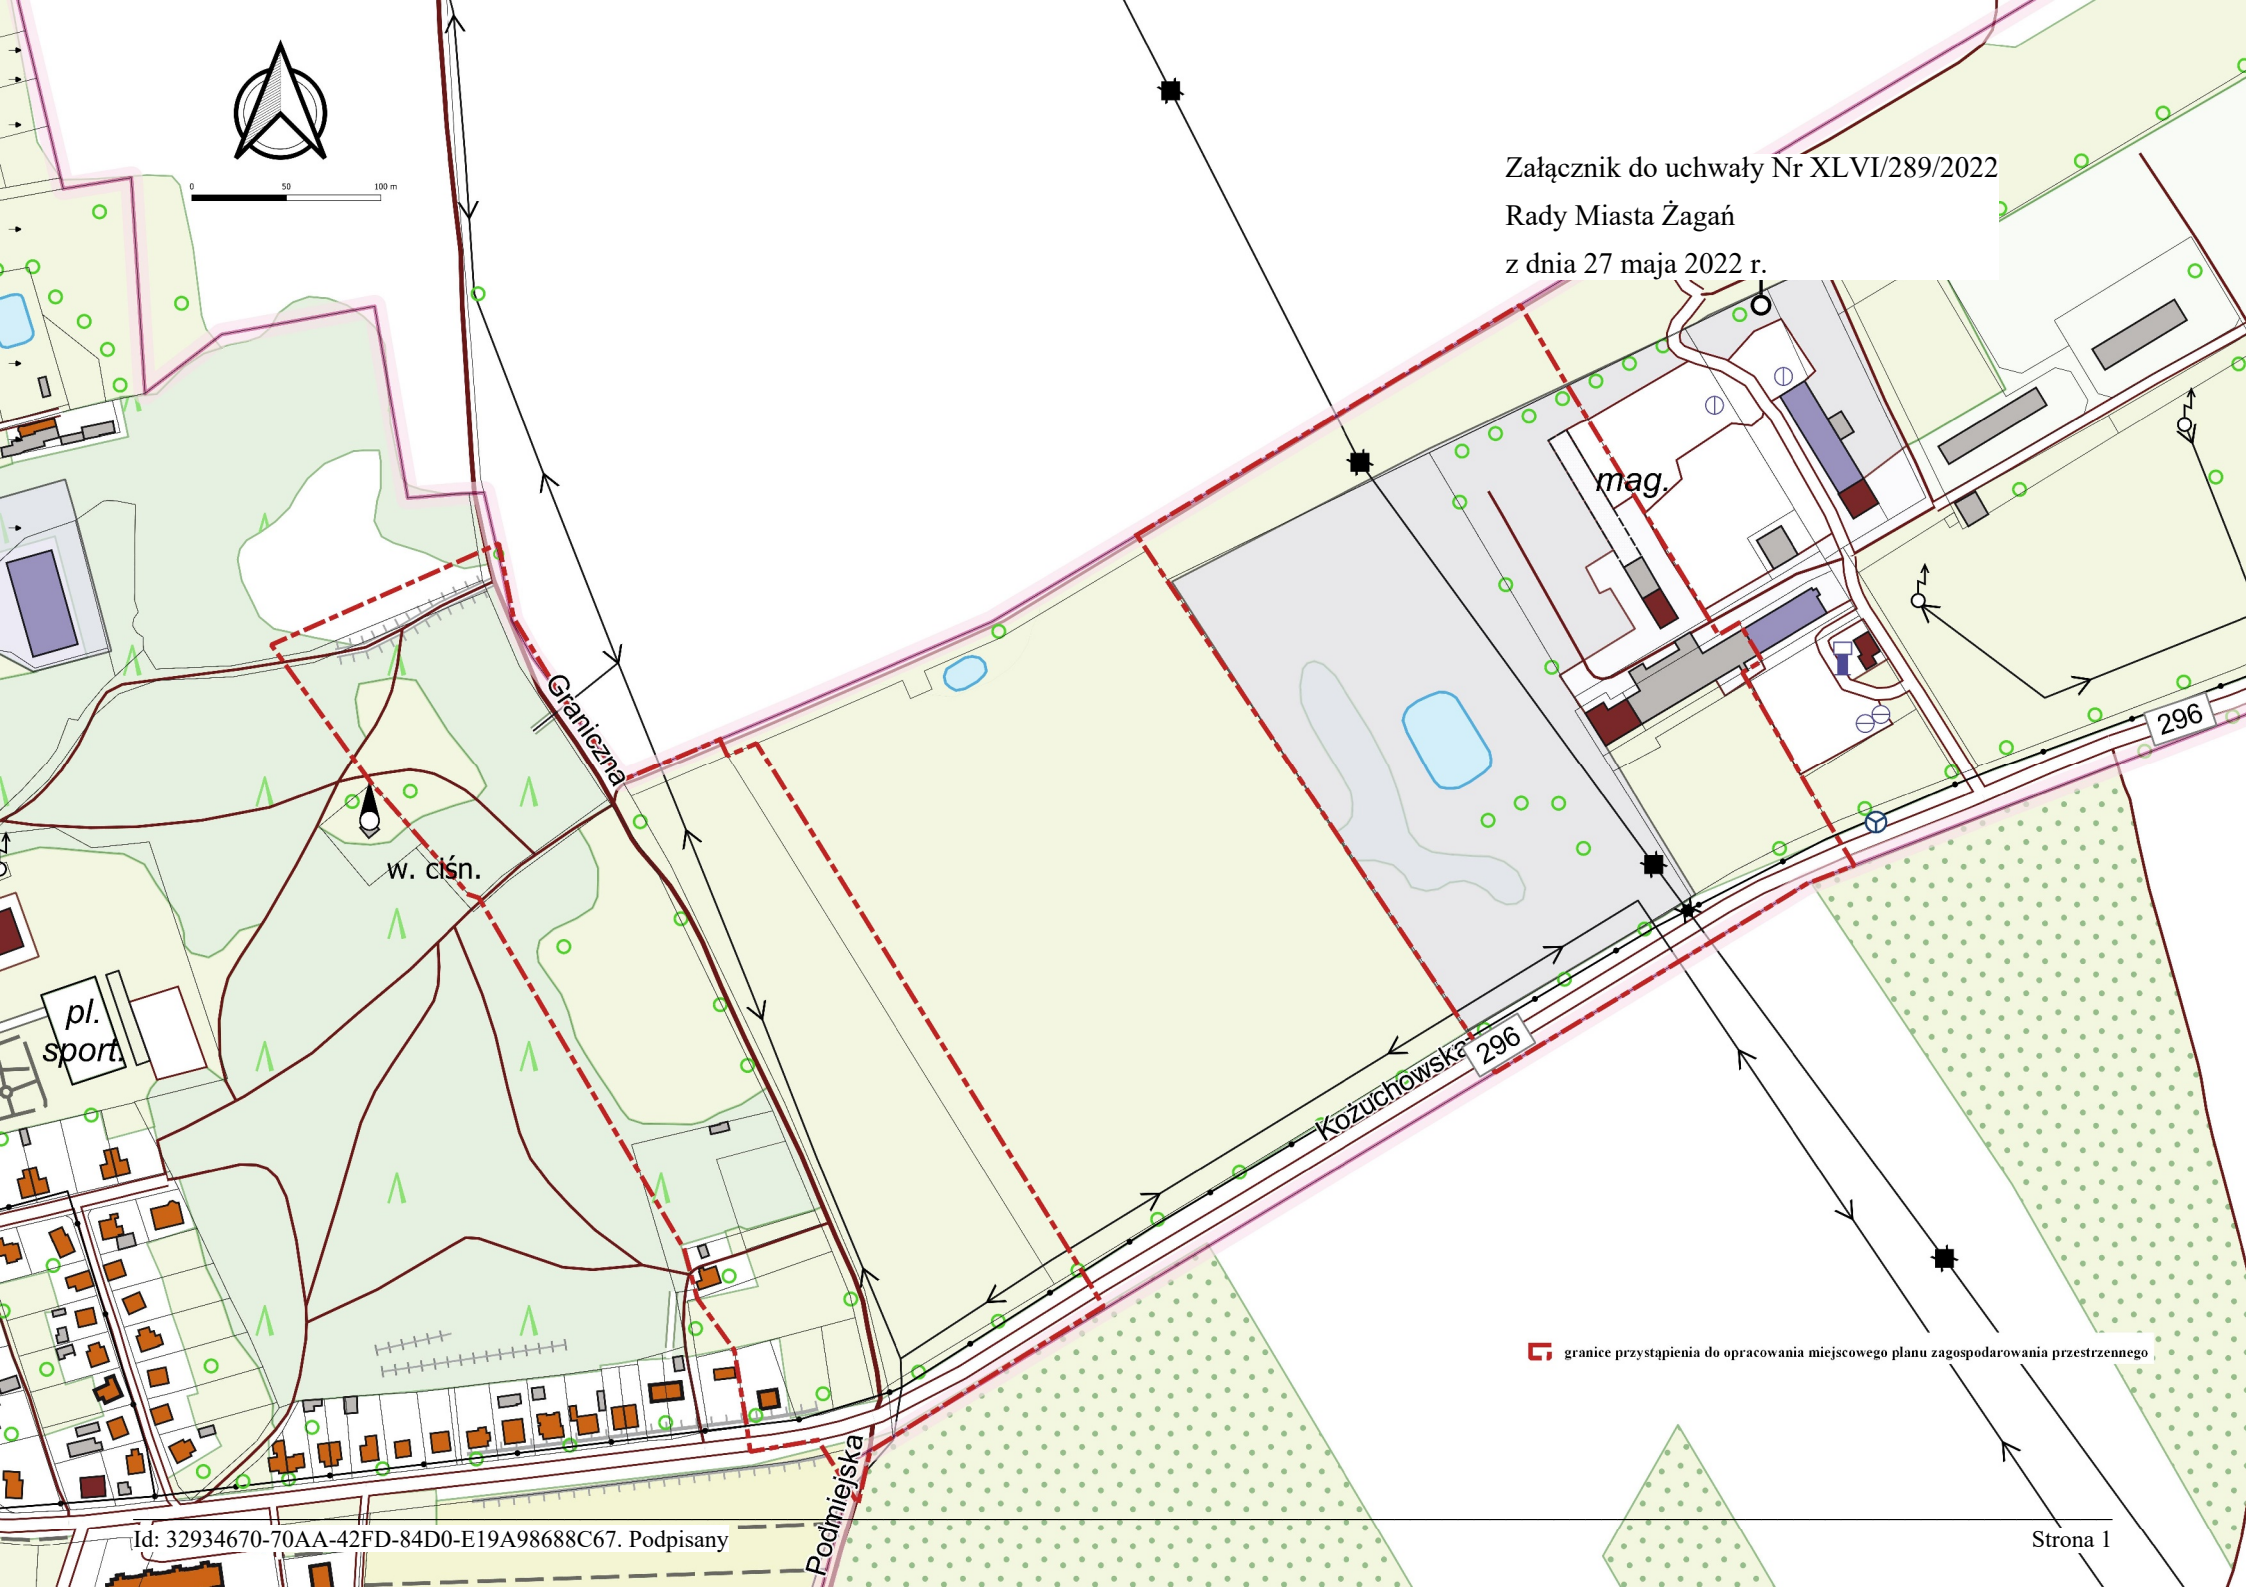 0 50 100 m
Załącznik do uchwały Nr XLVI/289/2022
Rady Miasta Żagań
z dnia 27 maja 2022 r.
mag.
Graniczna
296
w. ciśn.
pl.
sport.
296
Kożuchowska
granice przystąpienia do opracowania miejscowego planu zagospodarowania przestrzennego
Podmiejska
Id: 32934670-70AA-42FD-84D0-E19A98688C67. Podpisany
Strona 1